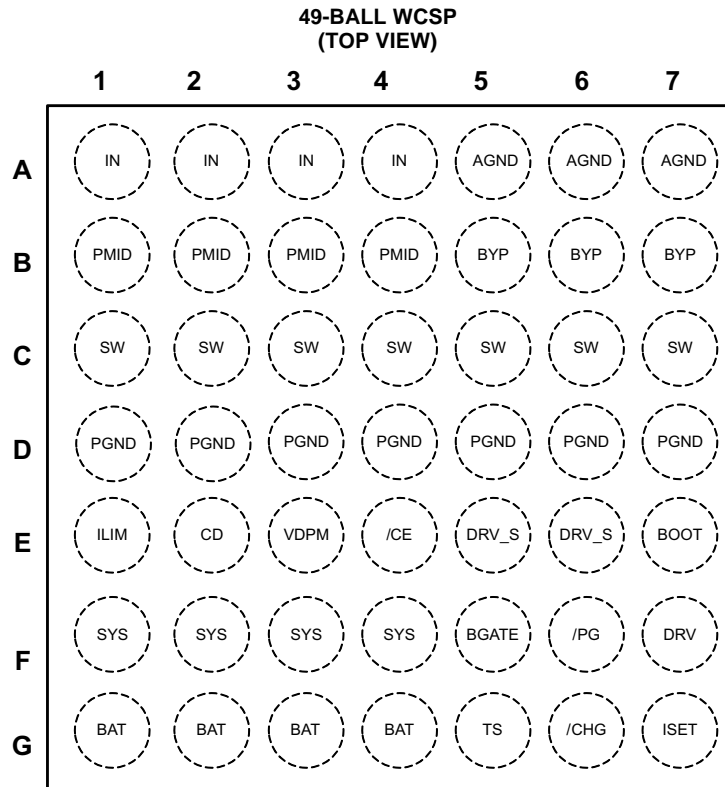 49-BALL WCSP
(TOP VIEW)
1 2 3 4 5 6 7
A IN IN IN IN AGND AGND AGND
B PMID PMID PMID PMID BYP BYP BYP
C SW SW SW SW SW SW SW
D PGND PGND PGND PGND PGND PGND PGND
E ILIM CD VDPM /CE DRV_S DRV_S BOOT
F SYS SYS SYS SYS BGATE /PG DRV
G BAT BAT BAT BAT TS /CHG ISET